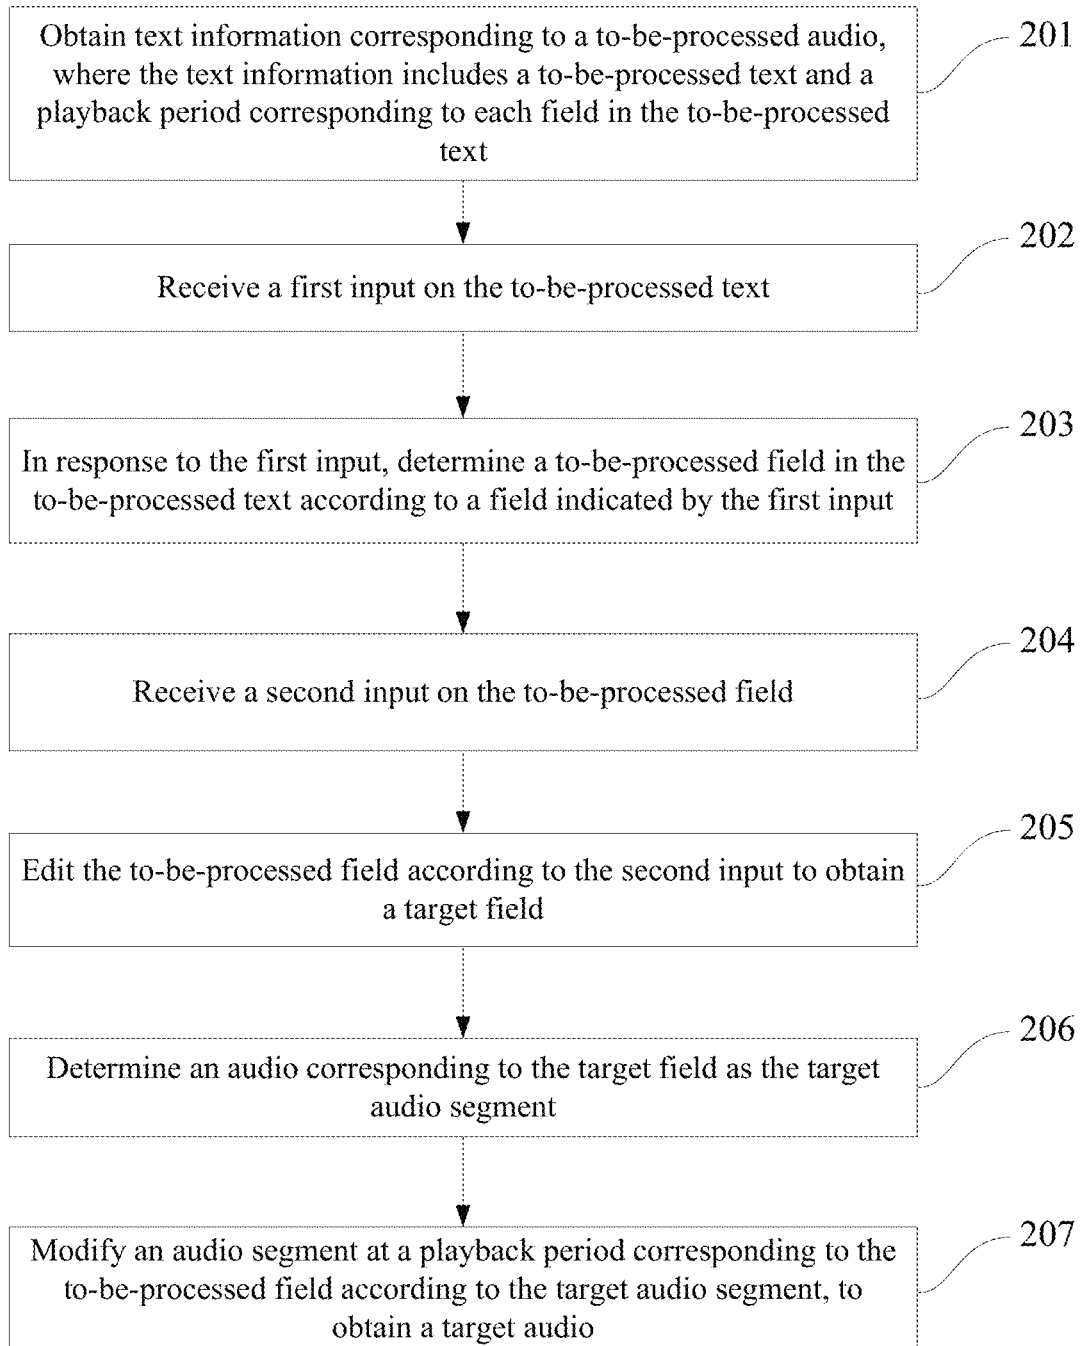 Obtain text information corresponding to a to-be-processed audio,
where the text information includes a to-be-processed text and a
playback period corresponding to each field in the to-be-processed
text
201
Receive a first input on the to-be-processed text
202
In response to the first input, determine a to-be-processed field in the
to-be-processed text according to a field indicated by the first input
203
Receive a second input on the to-be-processed field
204
Edit the to-be-processed field according to the second input to obtain
a target field
205
Determine an audio corresponding to the target field as the target
audio segment
206
Modify an audio segment at a playback period corresponding to the
to-be-processed field according to the target audio segment, to
obtain a target audio
207